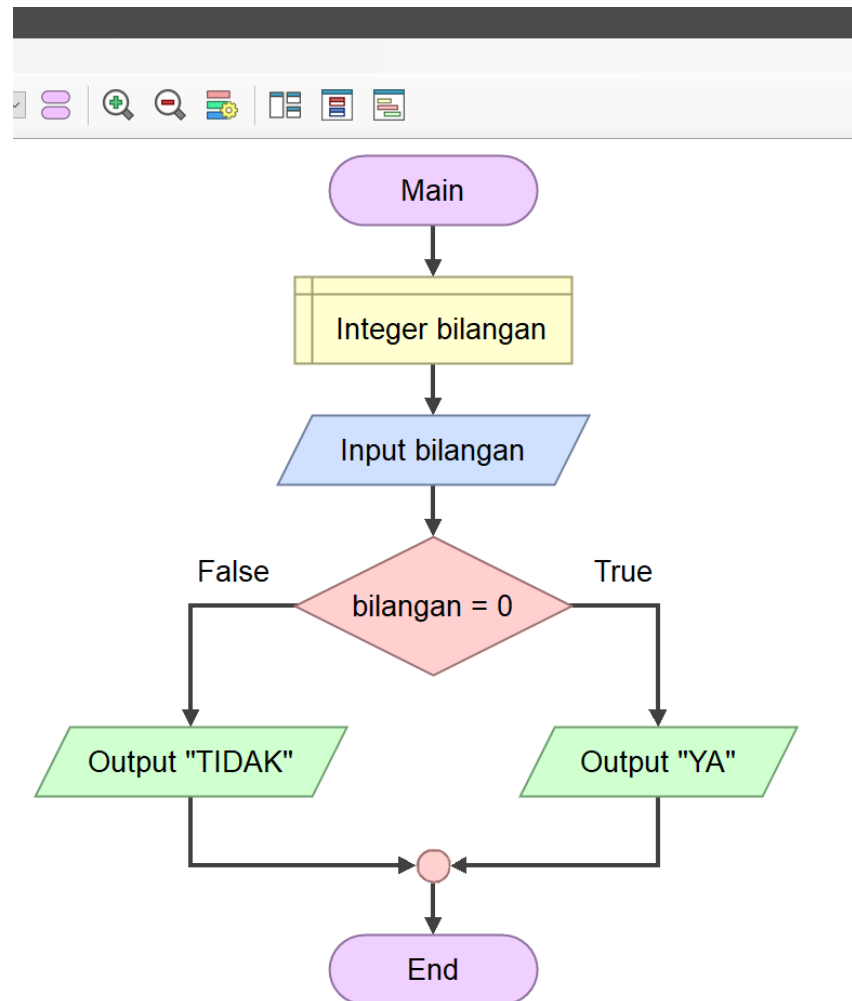 Main
Integer bilangan
Input bilangan
False
True
bilangan = 0
Output "TIDAK"
Output "YA"
End